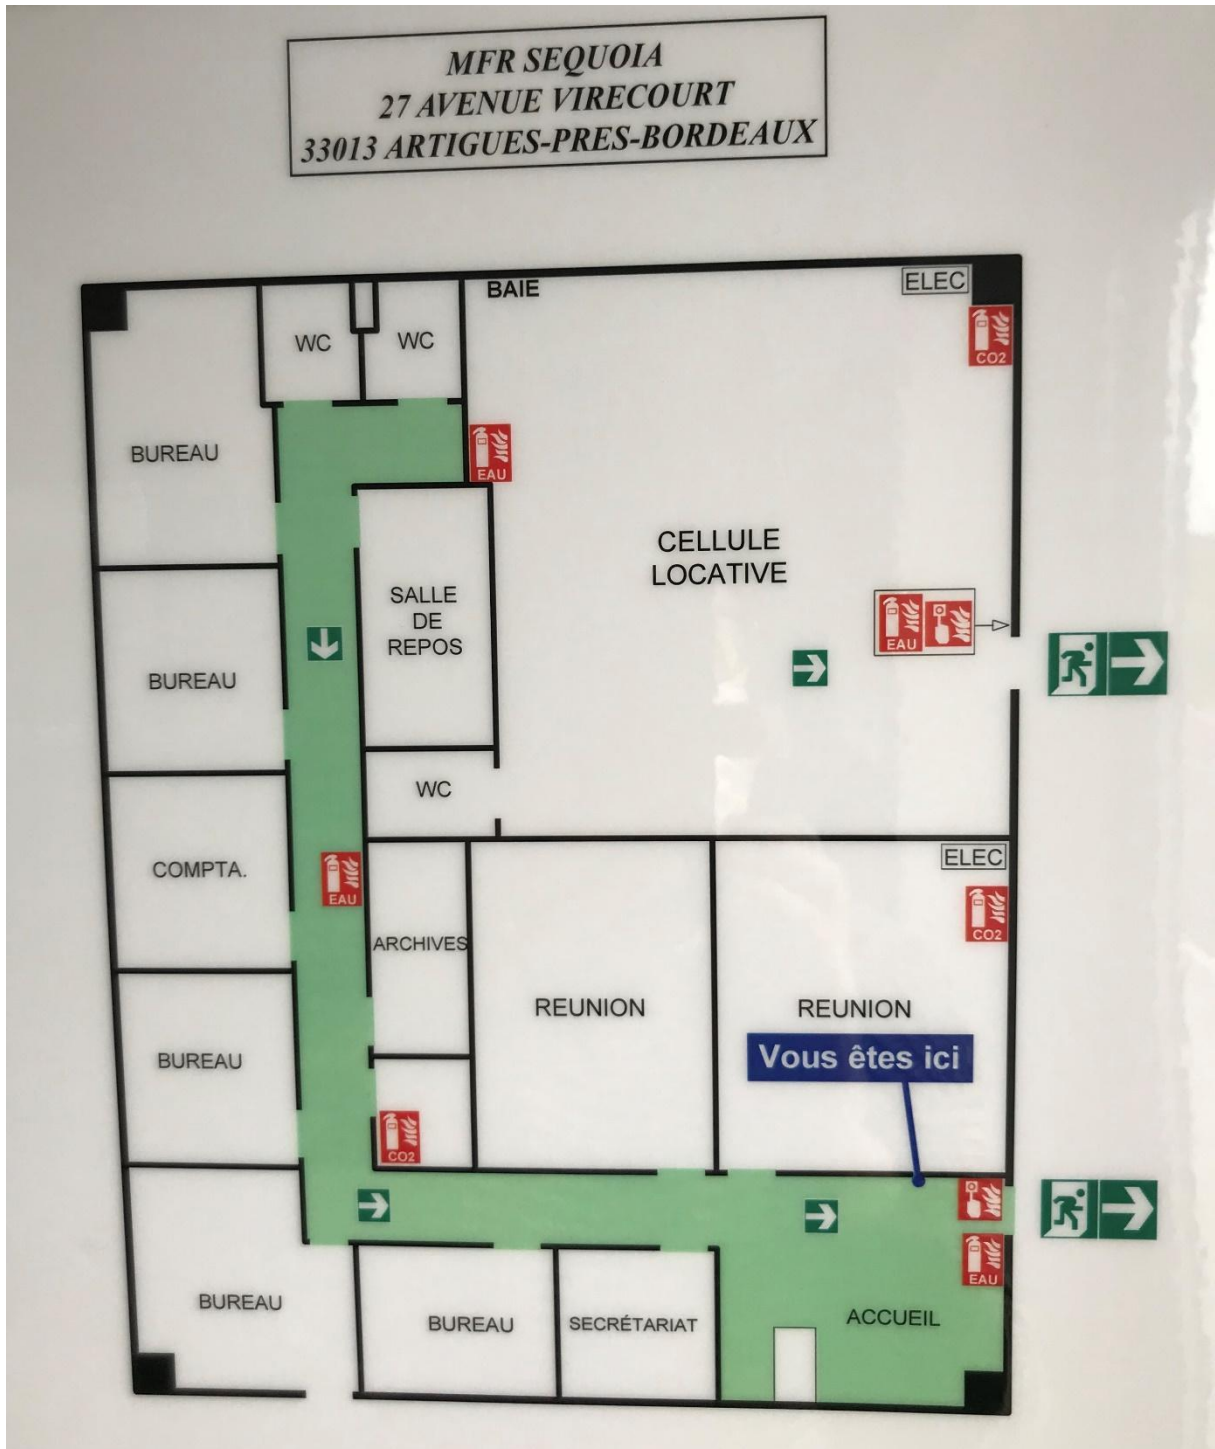 MFR SEQUOIA
27 AVENUE VIRECOURT
33013 ARTIGUES-PRES-BORDEAUX
BAIE
ELEC
WC
WC
CO2
BUREAU
EAU
CELLULE
LOCATIVE
SALLE
DE
REPOS
EAU
BUREAU
WC
ELEC
COMPTA.
EAU
CO2
ARCHIVES
REUNION
REUNION
Vous êtes ici
BUREAU
CO2
EAU
BUREAU
BUREAU
SECRÉTARIAT
ACCUEIL